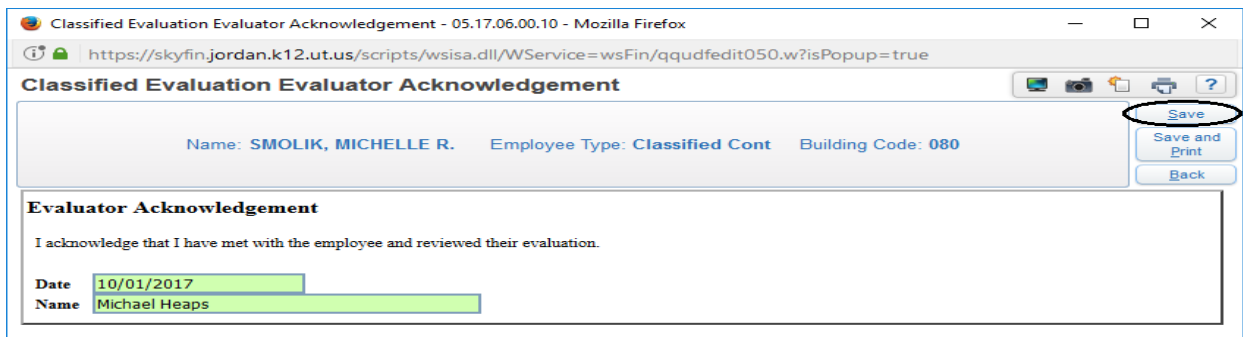 Classified Evaluation Evaluator Acknowledgement - 05.17.06.00.10 - Mozilla Firefox
https://skyfin.jordan.k12.ut.us/scripts/wsisa.dll/WService=wsFin/qqudfedit050.w?isPopup=true
Classified Evaluation Evaluator Acknowledgement
?
Name: SMOLIK, MICHELLE R. Employee Type: Classified Cont Building Code: 080
Save
Save and
Print
Back
Evaluator Acknowledgement
I acknowledge that I have met with the employee and reviewed their evaluation.
Date 10/01/2017
Name Michael Heaps